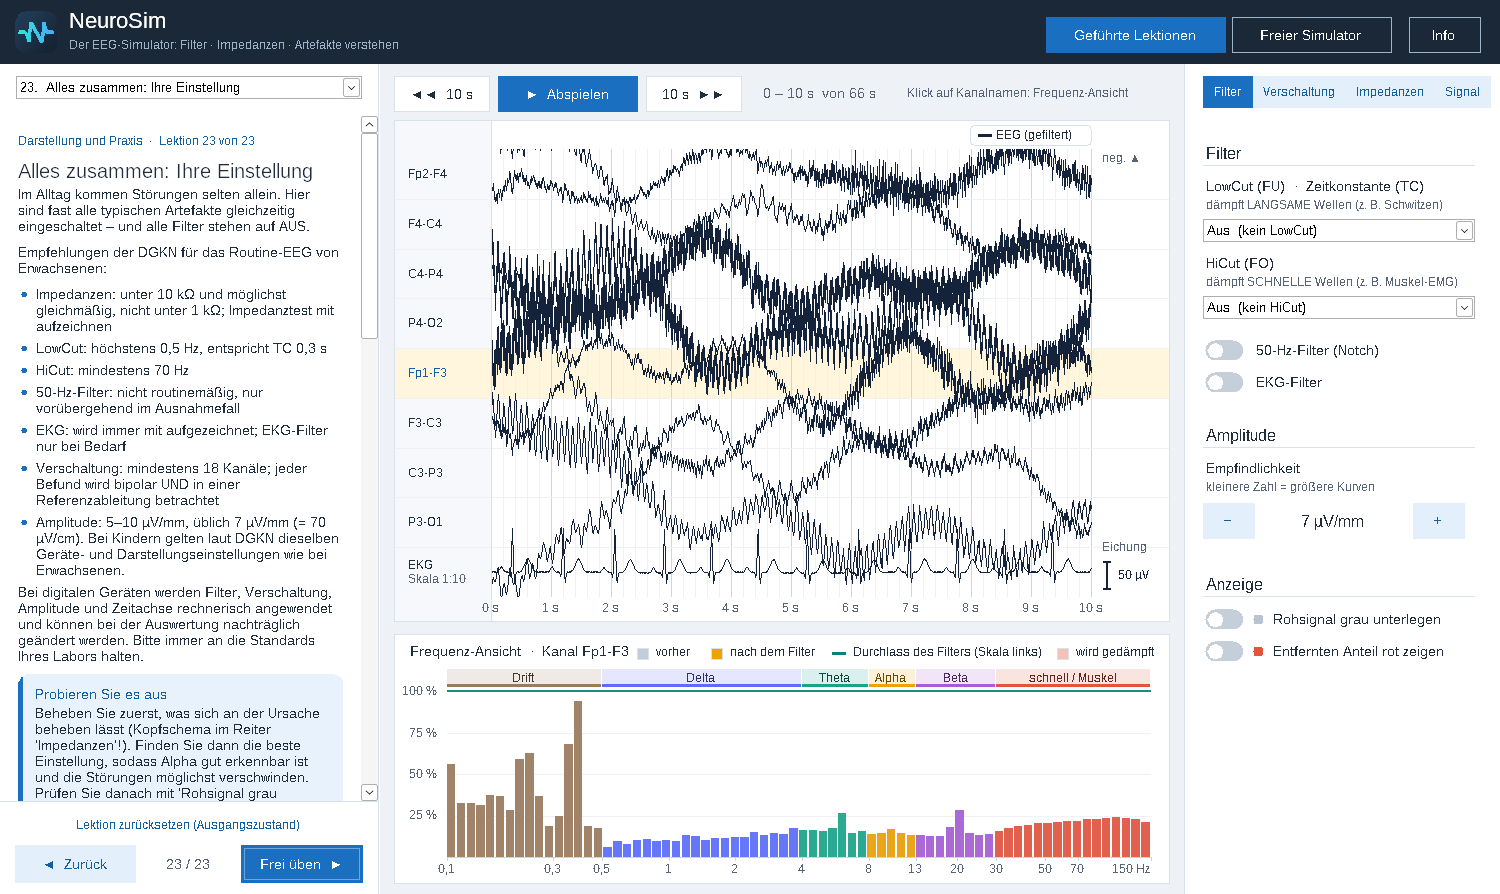 NeuroSim
Der EEG-Simulator: Filter · Impedanzen · Artefakte verstehen
Geführte Lektionen
Freier Simulator
Info
23. Alles zusammen: Ihre Einstellung
Darstellung und Praxis · Lektion 23 von 23
Alles zusammen: Ihre Einstellung
Im Alltag kommen Störungen selten allein. Hier
sind fast alle typischen Artefakte gleichzeitig
eingeschaltet – und alle Filter stehen auf AUS.
Empfehlungen der DGKN für das Routine-EEG von
Erwachsenen:
• Impedanzen: unter 10 kΩ und möglichst
gleichmäßig, nicht unter 1 kΩ; Impedanztest mit
aufzeichnen
• LowCut: höchstens 0,5 Hz, entspricht TC 0,3 s
• HiCut: mindestens 70 Hz
• 50-Hz-Filter: nicht routinemäßig, nur
vorübergehend im Ausnahmefall
• EKG: wird immer mit aufgezeichnet; EKG-Filter
nur bei Bedarf
• Verschaltung: mindestens 18 Kanäle; jeder
Befund wird bipolar UND in einer
Referenzableitung betrachtet
• Amplitude: 5–10 µV/mm, üblich 7 µV/mm (= 70
µV/cm). Bei Kindern gelten laut DGKN dieselben
Geräte- und Darstellungseinstellungen wie bei
Erwachsenen.
Bei digitalen Geräten werden Filter, Verschaltung,
Amplitude und Zeitachse rechnerisch angewendet
und können bei der Auswertung nachträglich
geändert werden. Bitte immer an die Standards
Ihres Labors halten.
Probieren Sie es aus
Beheben Sie zuerst, was sich an der Ursache
beheben lässt (Kopfschema im Reiter
'Impedanzen'!). Finden Sie dann die beste
Einstellung, sodass Alpha gut erkennbar ist
und die Störungen möglichst verschwinden.
Prüfen Sie danach mit 'Rohsignal grau
Lektion zurücksetzen (Ausgangszustand)
◄ Zurück
23 / 23
Frei üben ►
◄◄ 10 s
► Abspielen
10 s ►►
0 – 10 s von 66 s
Klick auf Kanalnamen: Frequenz-Ansicht
EEG (gefiltert)
neg. ▲
Fp2-F4
F4-C4
C4-P4
P4-O2
Fp1-F3
F3-C3
C3-P3
P3-O1
EKG
Skala 1:10
Eichung
50 µV
0 s 1 s 2 s 3 s 4 s 5 s 6 s 7 s 8 s 9 s 10 s
Frequenz-Ansicht · Kanal Fp1-F3
vorher
nach dem Filter
Durchlass des Filters (Skala links)
wird gedämpft
Drift Delta Theta Alpha Beta schnell / Muskel
100 %
75 %
50 %
25 %
0,1 0,3 0,5 1 2 4 8 13 20 30 50 70 150 Hz
Filter
Verschaltung
Impedanzen
Signal
Filter
LowCut (FU) · Zeitkonstante (TC)
dämpft LANGSAME Wellen (z. B. Schwitzen)
Aus (kein LowCut)
HiCut (FO)
dämpft SCHNELLE Wellen (z. B. Muskel-EMG)
Aus (kein HiCut)
50-Hz-Filter (Notch)
EKG-Filter
Amplitude
Empfindlichkeit
kleinere Zahl = größere Kurven
− 7 µV/mm +
Anzeige
Rohsignal grau unterlegen
Entfernten Anteil rot zeigen